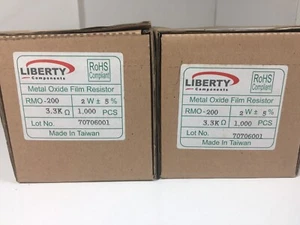 LIBERTY
Components
RoHS
Compliant
Metal Oxide Film Resistor
RMO-200 2 W ± 5 %
3.3K Ω 1,000 PCS
Lot No. 70706001
Made In Taiwan
LIBERTY
Components
RoHS
Compliant
Metal Oxide Film Resistor
RMO-200 2 W ± 5 %
3.3K Ω 1,000 PCS
Lot No. 70706001
Made In Taiwan